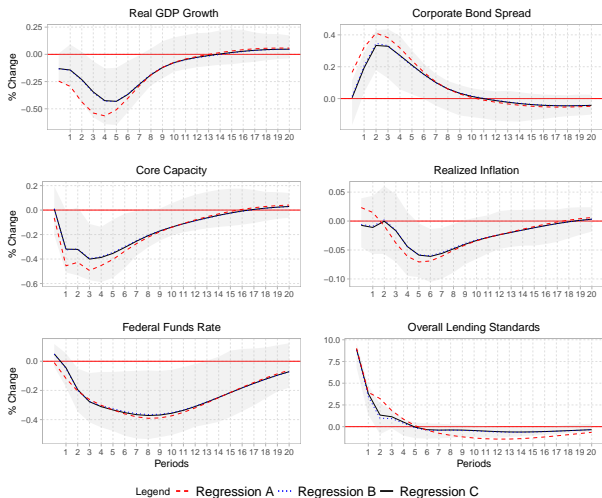 Real GDP Growth
Corporate Bond Spread
% Change
0.00
−0.25
−0.50
1 2 3 4 5 6 7 8 9 10 11 12 13 14 15 16 17 18 19 20
0.4
0.2
0.0
1 2 3 4 5 6 7 8 9 10 11 12 13 14 15 16 17 18 19 20
Core Capacity
Realized Inflation
% Change
0.2
0.0
−0.2
−0.4
−0.6
1 2 3 4 5 6 7 8 9 10 11 12 13 14 15 16 17 18 19 20
0.05
0.00
−0.05
−0.10
1 2 3 4 5 6 7 8 9 10 11 12 13 14 15 16 17 18 19 20
Federal Funds Rate
Overall Lending Standards
% Change
0.0
−0.2
−0.4
1 2 3 4 5 6 7 8 9 10 11 12 13 14 15 16 17 18 19 20
Periods
10.0
7.5
5.0
2.5
0.0
1 2 3 4 5 6 7 8 9 10 11 12 13 14 15 16 17 18 19 20
Periods
Legend Regression A Regression B Regression C